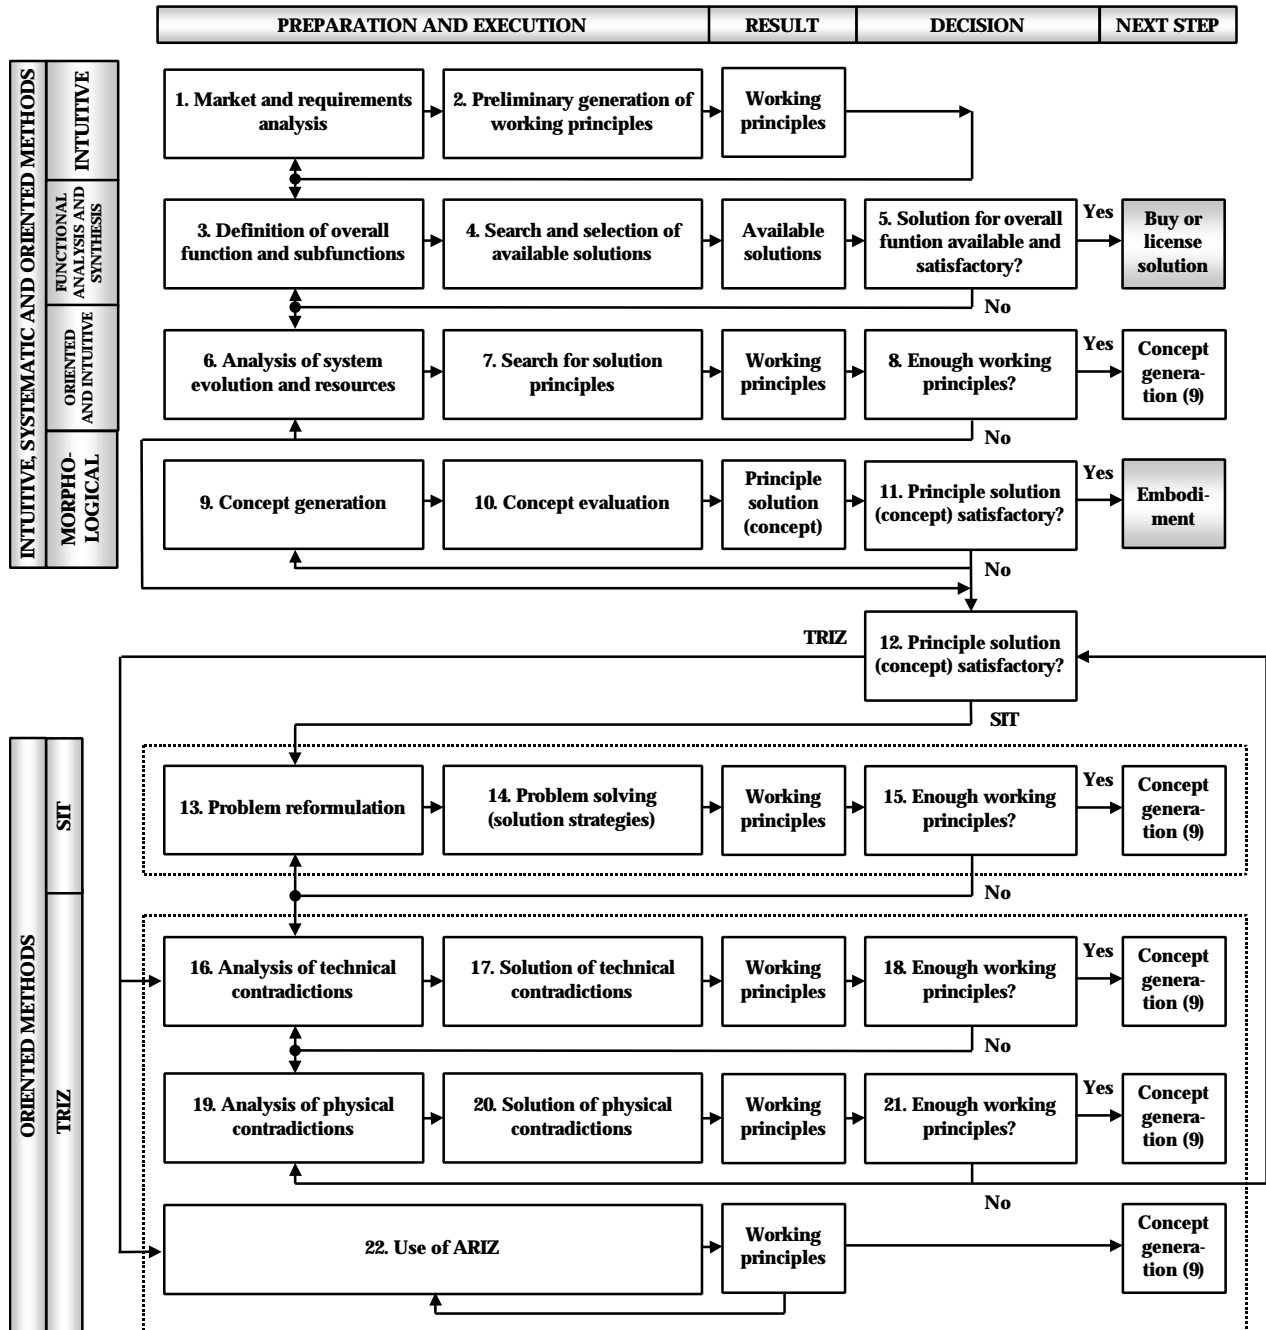 PREPARATION AND EXECUTION
RESULT
DECISION
NEXT STEP
INTUITIVE, SYSTEMATIC AND ORIENTED METHODS
INTUITIVE
1. Market and requirements
analysis
2. Preliminary generation of
working principles
Working
principles
FUNCTIONAL
ANALYSIS AND
SYNTHESIS
3. Definition of overall
function and subfunctions
4. Search and selection of
available solutions
Available
solutions
5. Solution for overall
funtion available and
satisfactory?
Yes
Buy or
license
solution
No
ORIENTED
AND INTUITIVE
6. Analysis of system
evolution and resources
7. Search for solution
principles
Working
principles
8. Enough working
principles?
Yes
Concept
genera-
tion (9)
No
MORPHO-
LOGICAL
9. Concept generation
10. Concept evaluation
Principle
solution
(concept)
11. Principle solution
(concept) satisfactory?
Yes
Embodi-
ment
No
TRIZ
12. Principle solution
(concept) satisfactory?
SIT
ORIENTED METHODS
SIT
13. Problem reformulation
14. Problem solving
(solution strategies)
Working
principles
15. Enough working
principles?
Yes
Concept
genera-
tion (9)
No
TRIZ
16. Analysis of technical
contradictions
17. Solution of technical
contradictions
Working
principles
18. Enough working
principles?
Yes
Concept
genera-
tion (9)
No
19. Analysis of physical
contradictions
20. Solution of physical
contradictions
Working
principles
21. Enough working
principles?
Yes
Concept
genera-
tion (9)
No
22. Use of ARIZ
Working
principles
Concept
genera-
tion (9)